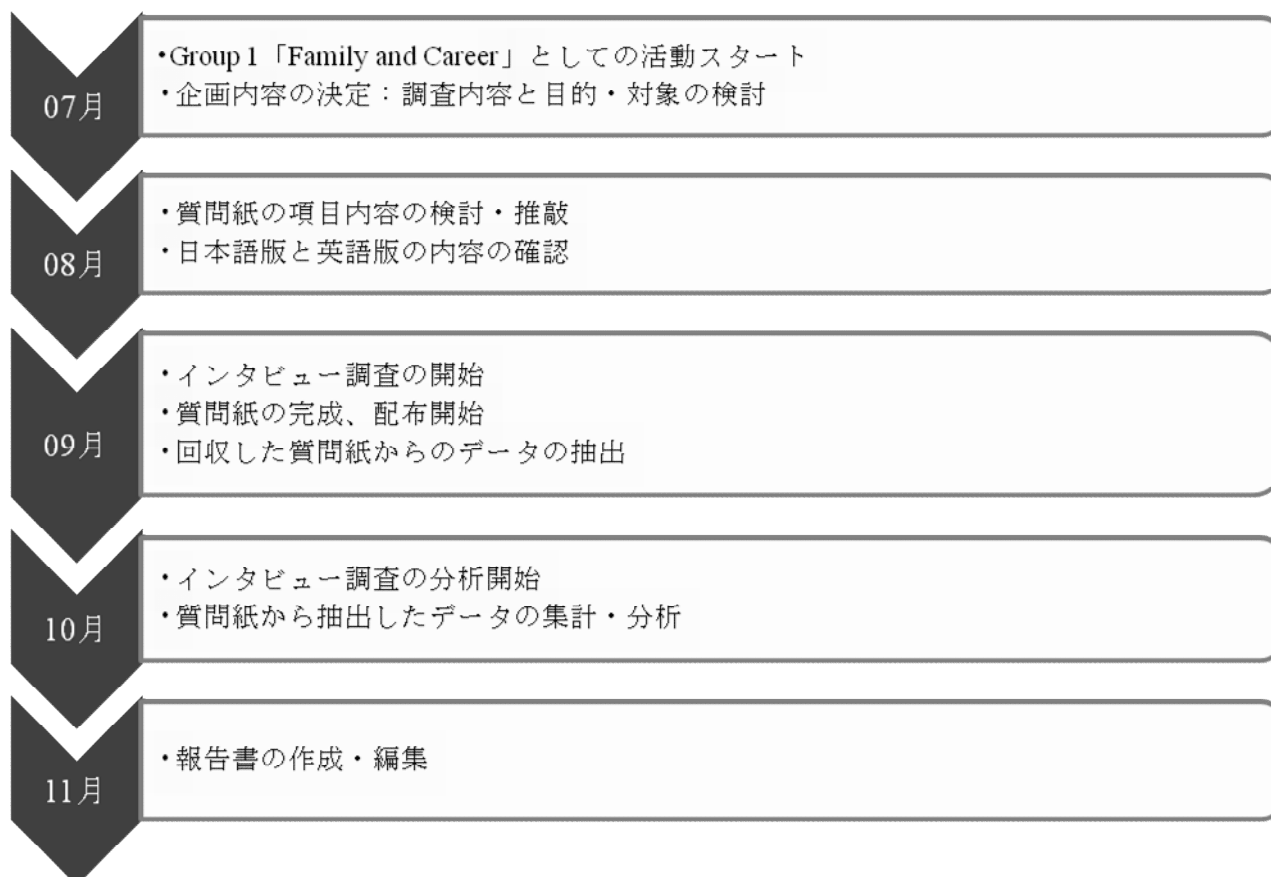 07月
・Group 1「Family and Career」としての活動スタート
・企画内容の決定：調査内容と目的・対象の検討
08月
・質問紙の項目内容の検討・推敲
・日本語版と英語版の内容の確認
09月
・インタビュー調査の開始
・質問紙の完成、配布開始
・回収した質問紙からのデータの抽出
10月
・インタビュー調査の分析開始
・質問紙から抽出したデータの集計・分析
11月
・報告書の作成・編集